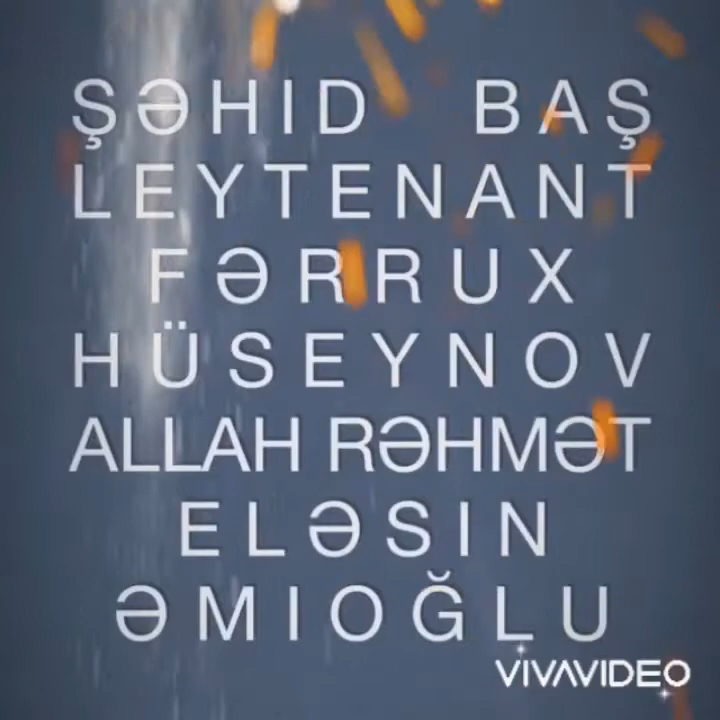 ŞƏHID BAŞ
LEYTENANT
FƏRRUX
HÜSEYNOV
ALLAH RƏHMƏT
ELƏSIN
ƏMIOĞLU
VIVAVIDEO